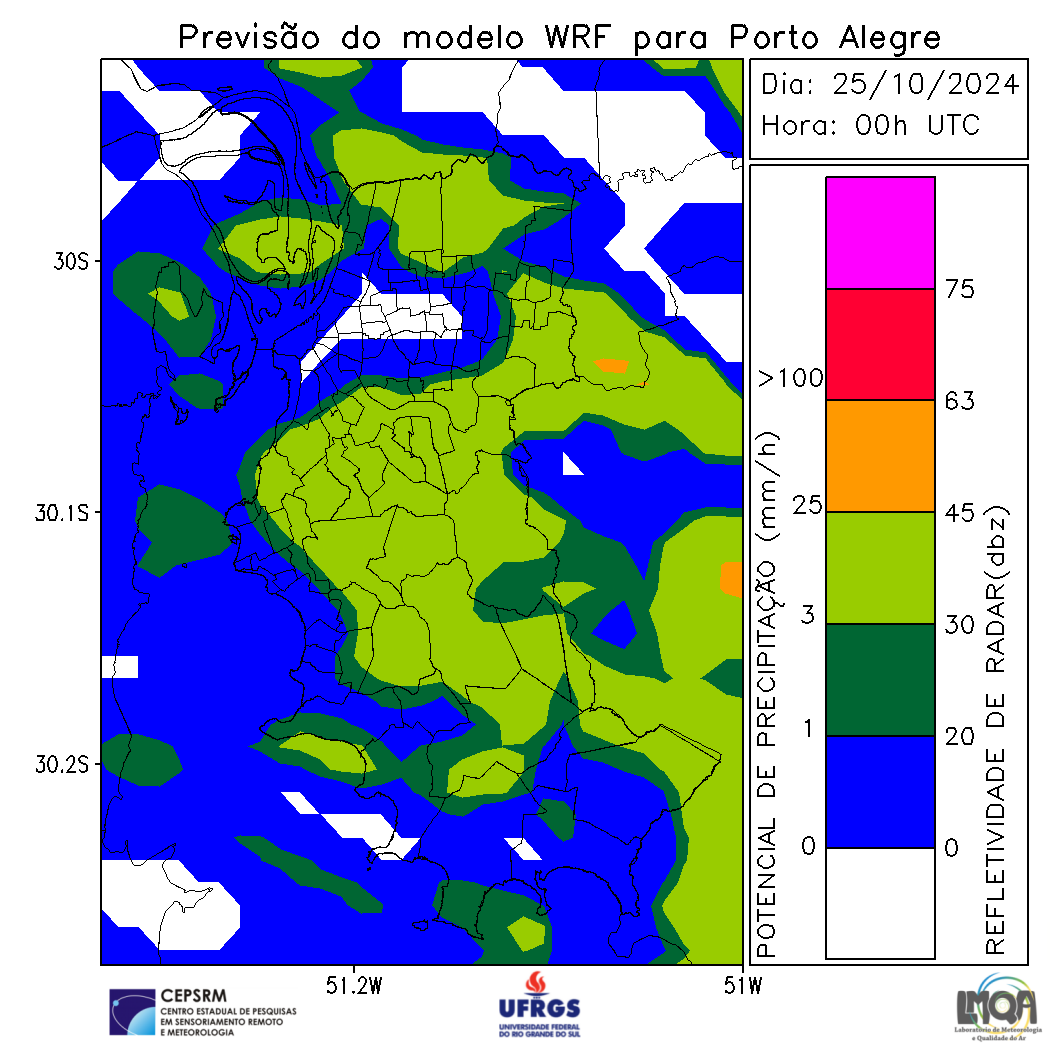 Previsão do modelo WRF para Porto Alegre
Dia: 25/10/2024
Hora: 00h UTC
30S
30.1S
30.2S
51.2W
51W
POTENCIAL DE PRECIPITAÇÃO (mm/h)
>100
25
3
1
0
75
63
45
30
20
0
REFLETIVIDADE DE RADAR(dbz)
CEPSRM
CENTRO ESTADUAL DE PESQUISAS
EM SENSORIAMENTO REMOTO
E METEOROLOGIA
UFRGS
UNIVERSIDADE FEDERAL
DO RIO GRANDE DO SUL
LMQA
Laboratório de Meteorologia
e Qualidade do Ar